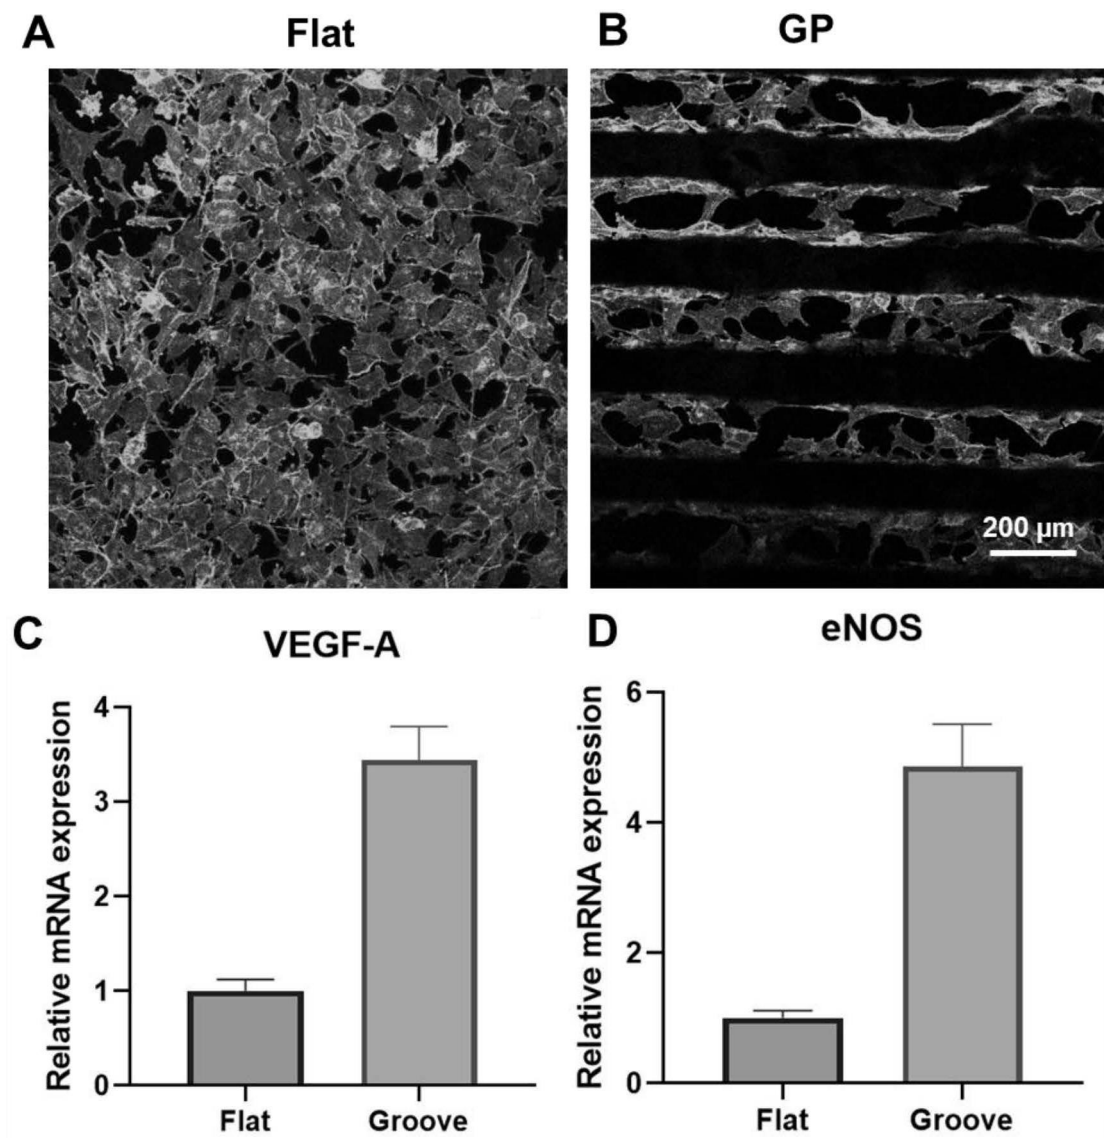 A
Flat
B
GP
200 µm
C
VEGF-A
Relative mRNA expression
4
3
2
1
0
Flat
Groove
D
eNOS
Relative mRNA expression
6
4
2
0
Flat
Groove